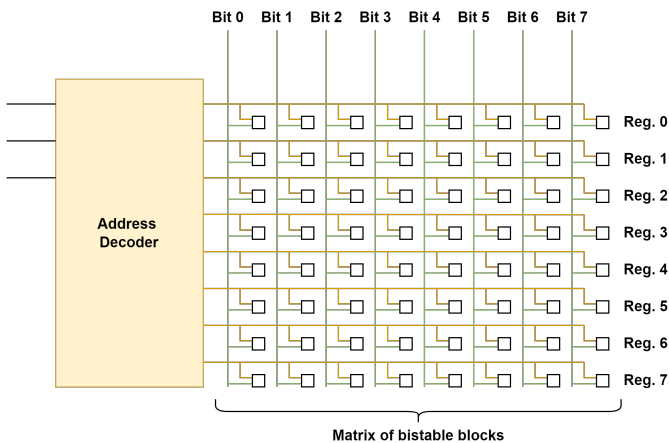 Bit 0 Bit 1 Bit 2 Bit 3 Bit 4 Bit 5 Bit 6 Bit 7
Reg. 0
Reg. 1
Reg. 2
Address
Decoder
Reg. 3
Reg. 4
Reg. 5
Reg. 6
Reg. 7
Matrix of bistable blocks